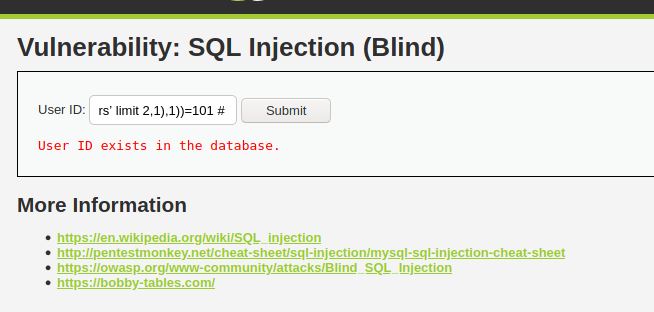 Vulnerability: SQL Injection (Blind)
User ID: rs' limit 2,1),1))=101 # Submit
User ID exists in the database.
More Information
https://en.wikipedia.org/wiki/SQL_injection
http://pentestmonkey.net/cheat-sheet/sql-injection/mysql-sql-injection-cheat-sheet
https://owasp.org/www-community/attacks/Blind_SQL_Injection
https://bobby-tables.com/